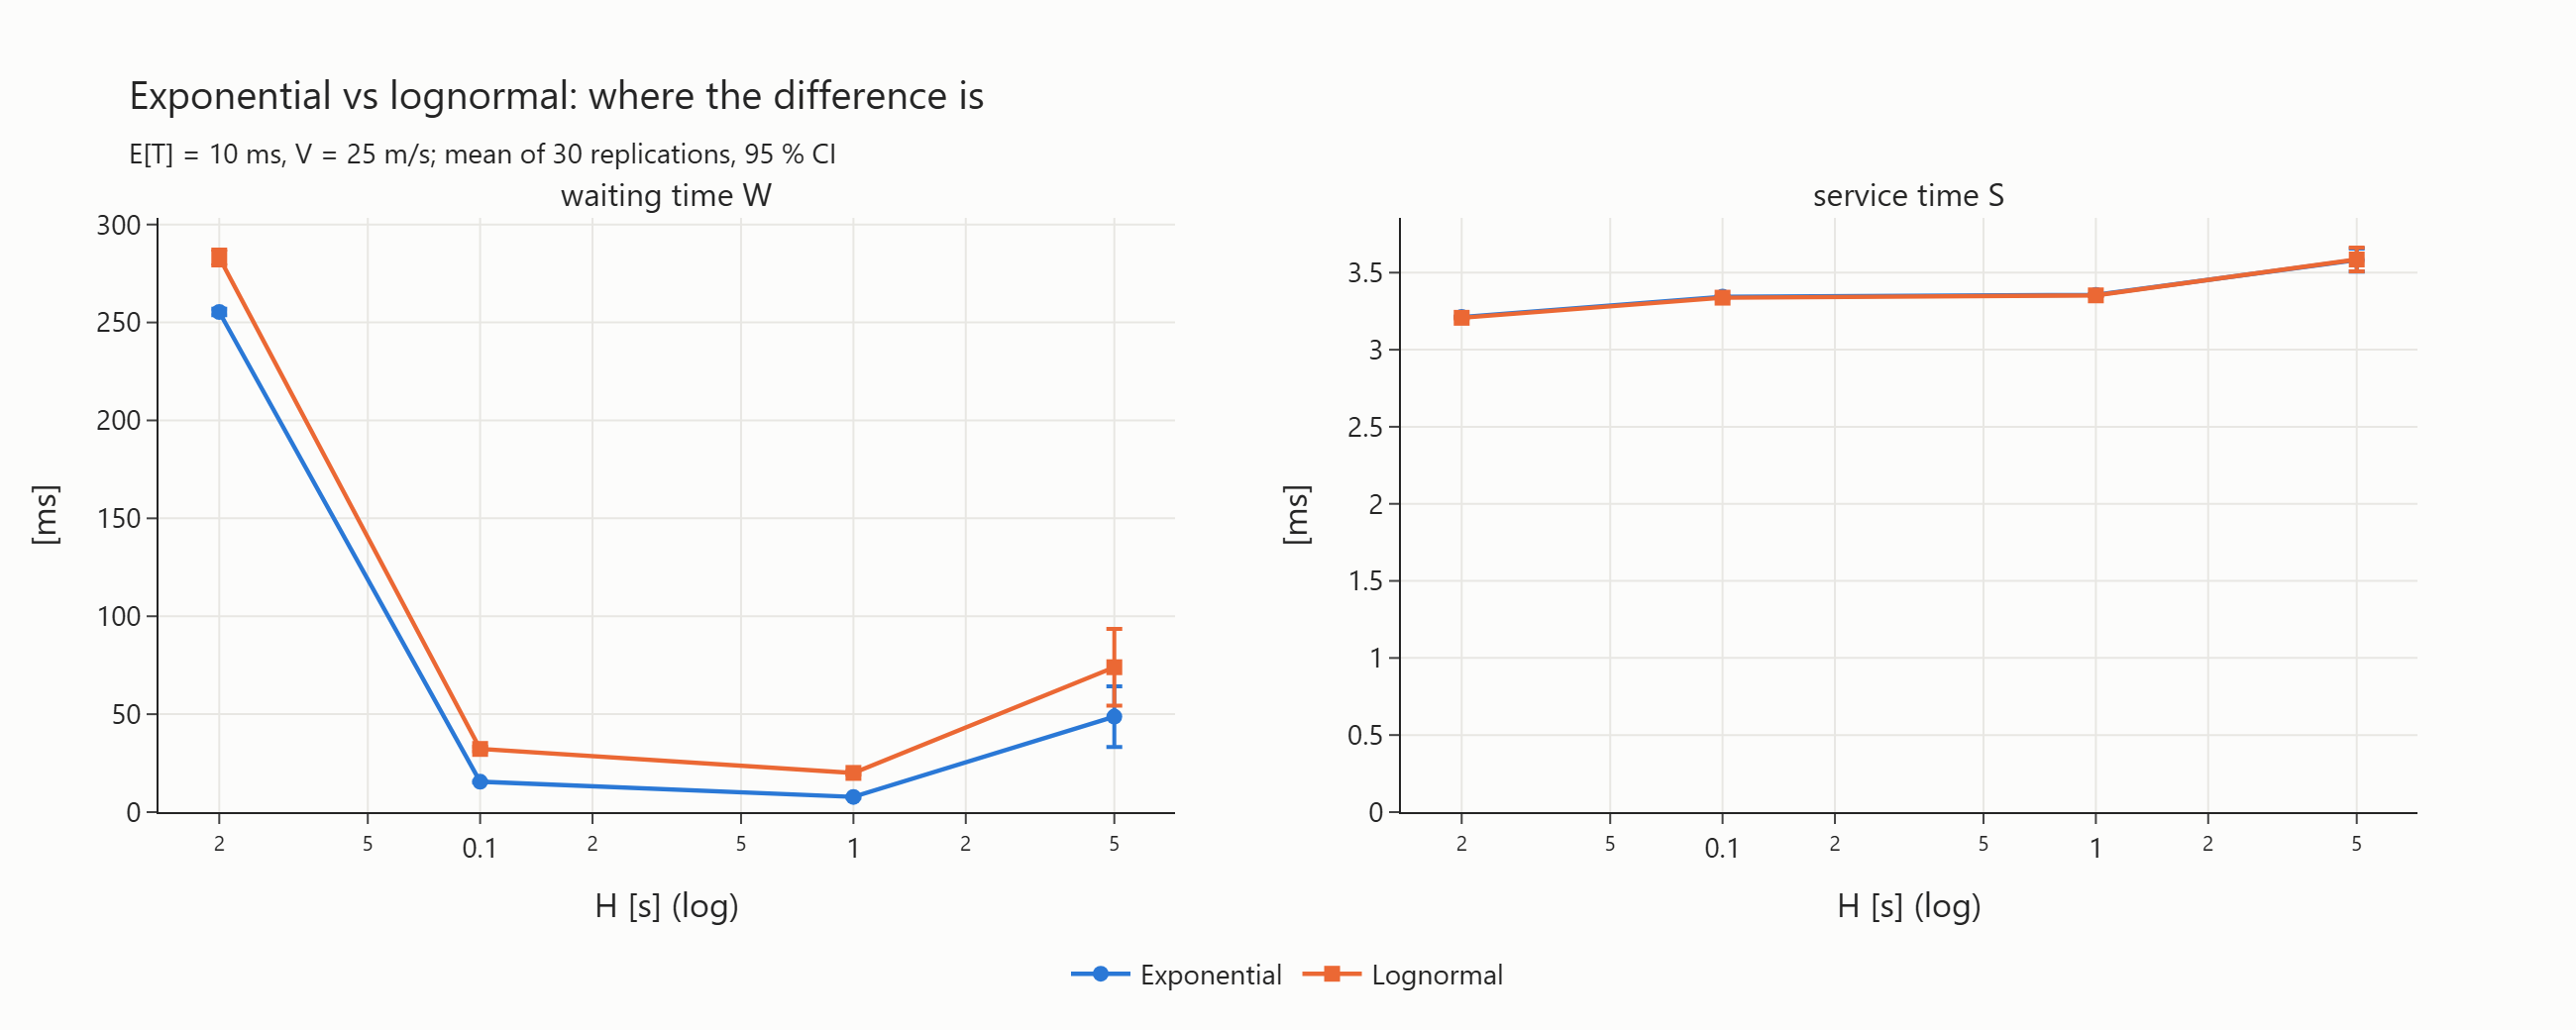 Exponential vs lognormal: where the difference is
E[T] = 10 ms, V = 25 m/s; mean of 30 replications, 95 % CI
waiting time W
300
250
200
150
100
50
0
[ms]
2 5 0.1 2 5 1 2 5
H [s] (log)
service time S
3.5
3
2.5
2
1.5
1
0.5
0
[ms]
2 5 0.1 2 5 1 2 5
H [s] (log)
Exponential Lognormal